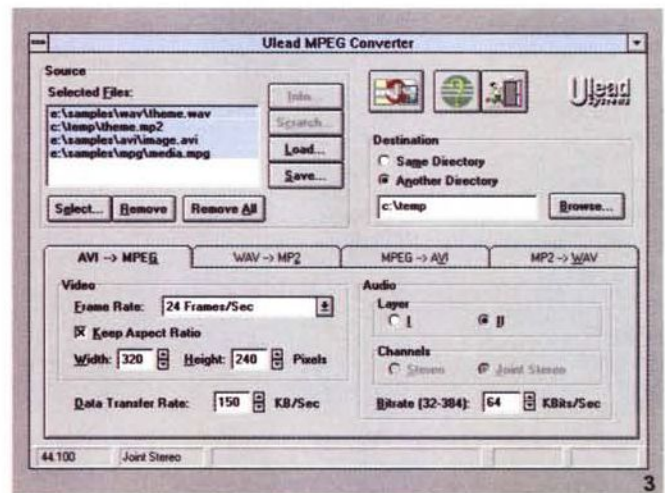 Ulead MPEG Converter
Source
Selected Files:
e:\samples\wav\theme.wav
c:\temp\theme.mp2
e:\samples\avi\image.avi
e:\samples\mpg\media.mpg
Info...
Scratch...
Load...
Save...
Select...
Remove
Remove All
Ulead
Systems
Destination
Same Directory
Another Directory
c:\temp
Browse...
AVI -> MPEG
WAV -> MP2
MPEG -> AVI
MP2 -> WAV
Video
Frame Rate: 24 Frames/Sec
Keep Aspect Ratio
Width: 320 Height: 240 Pixels
Data Transfer Rate: 150 KB/Sec
Audio
Layer
I II
Channels
Stereo Joint Stereo
Bitrate (32-384): 64 KBits/Sec
44.100 Joint Stereo
3